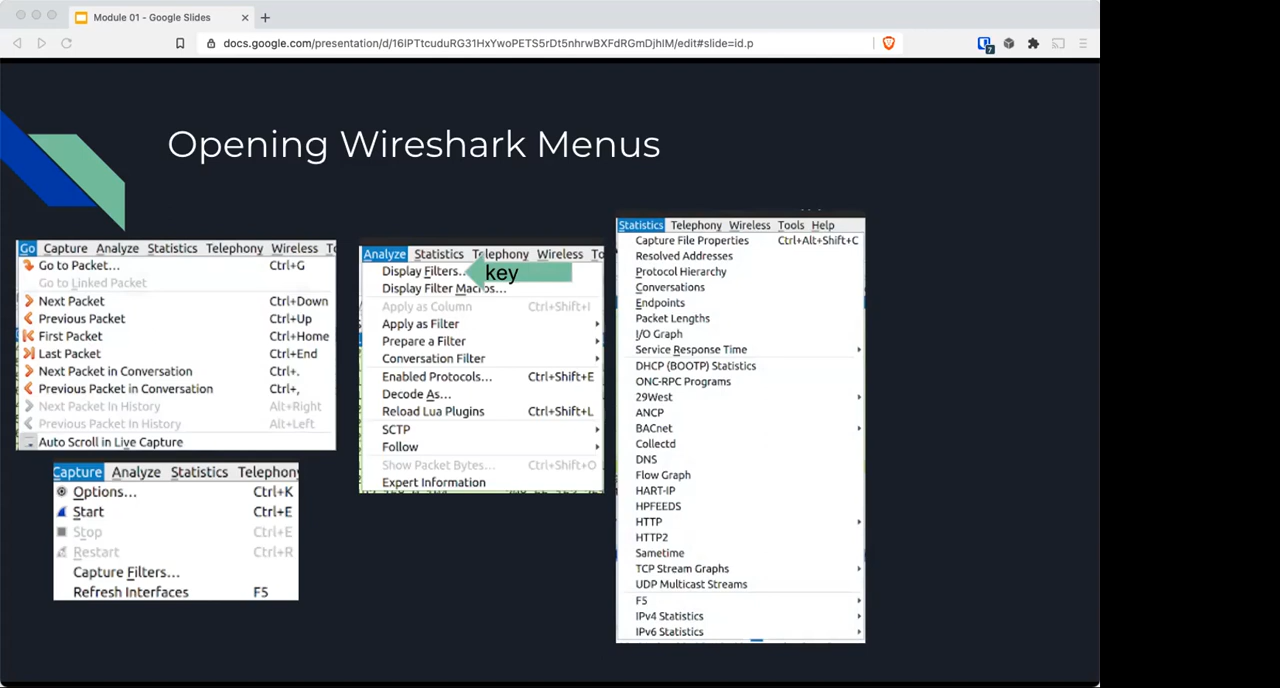 Module 01 - Google Slides
docs.google.com/presentation/d/16IPTtcuduRG31HxYwoPETS5rDt5nhrwBXFdRGmDjhIM/edit#slide=id.p
7
Opening Wireshark Menus
Go Capture Analyze Statistics Telephony Wireless
Go to Packet... Ctrl+G
Go to Linked Packet
Next Packet Ctrl+Down
Previous Packet Ctrl+Up
First Packet Ctrl+Home
Last Packet Ctrl+End
Next Packet in Conversation Ctrl+.
Previous Packet in Conversation Ctrl+,
Next Packet In History Alt+Right
Previous Packet In History Alt+Left
Auto Scroll in Live Capture
Capture Analyze Statistics Telephony
Options... Ctrl+K
Start Ctrl+E
Stop Ctrl+E
Restart Ctrl+R
Capture Filters...
Refresh Interfaces F5
Analyze Statistics Telephony Wireless To
Display Filters... key
Display Filter Macros...
Apply as Column Ctrl+Shift+I
Apply as Filter
Prepare a Filter
Conversation Filter
Enabled Protocols... Ctrl+Shift+E
Decode As...
Reload Lua Plugins Ctrl+Shift+L
SCTP
Follow
Show Packet Bytes... Ctrl+Shift+O
Expert Information
Statistics Telephony Wireless Tools Help
Capture File Properties Ctrl+Alt+Shift+C
Resolved Addresses
Protocol Hierarchy
Conversations
Endpoints
Packet Lengths
I/O Graph
Service Response Time
DHCP (BOOTP) Statistics
ONC-RPC Programs
29West
ANCP
BACnet
Collectd
DNS
Flow Graph
HART-IP
HPFEEDS
HTTP
HTTP2
Sametime
TCP Stream Graphs
UDP Multicast Streams
F5
IPv4 Statistics
IPv6 Statistics